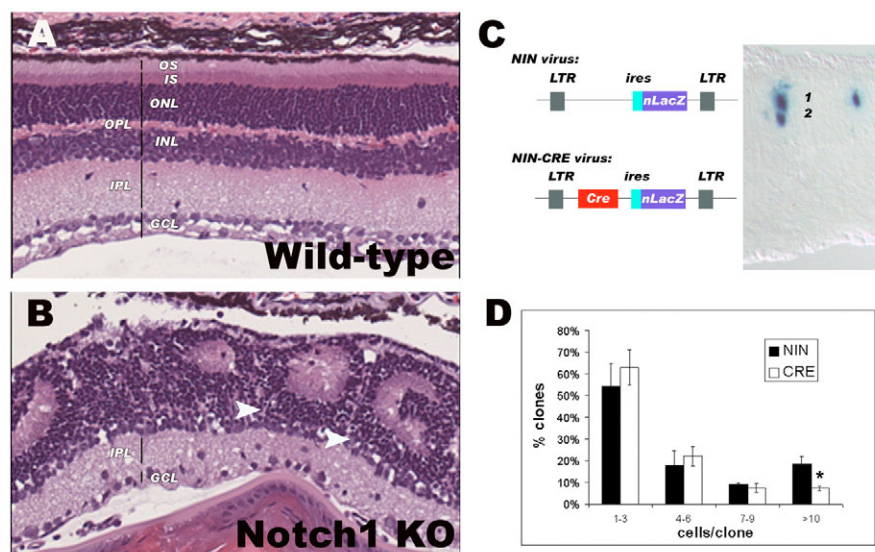 A
OS
IS
ONL
OPL
INL
IPL
GCL
Wild-type
B
IPL
GCL
Notch1 KO
C
NIN virus:
LTR ires LTR
nLacZ
NIN-CRE virus:
LTR ires LTR
Cre nLacZ
1
2
D
80%
70%
60%
50%
40%
30%
20%
10%
0%
% clones
NIN
CRE
*
1-3 4-6 7-9 >10
cells/clone